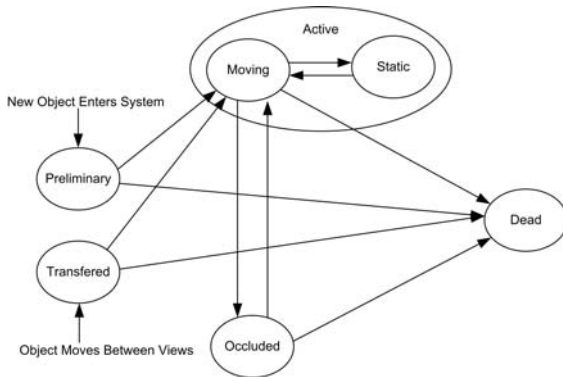 Active
Moving
Static
New Object Enters System
Preliminary
Dead
Transfered
Occluded
Object Moves Between Views